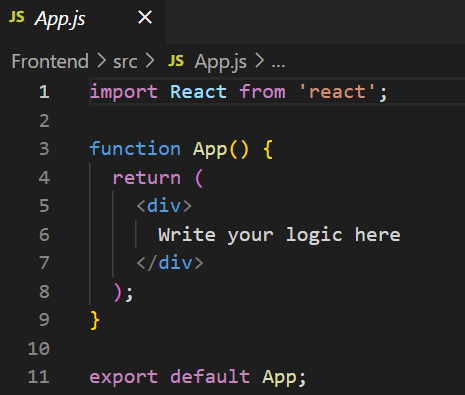 JS App.js ×
Frontend > src > JS App.js > ...
1 import React from 'react';
2
3 function App() {
4   return (
5     <div>
6       Write your logic here
7     </div>
8   );
9 }
10
11 export default App;